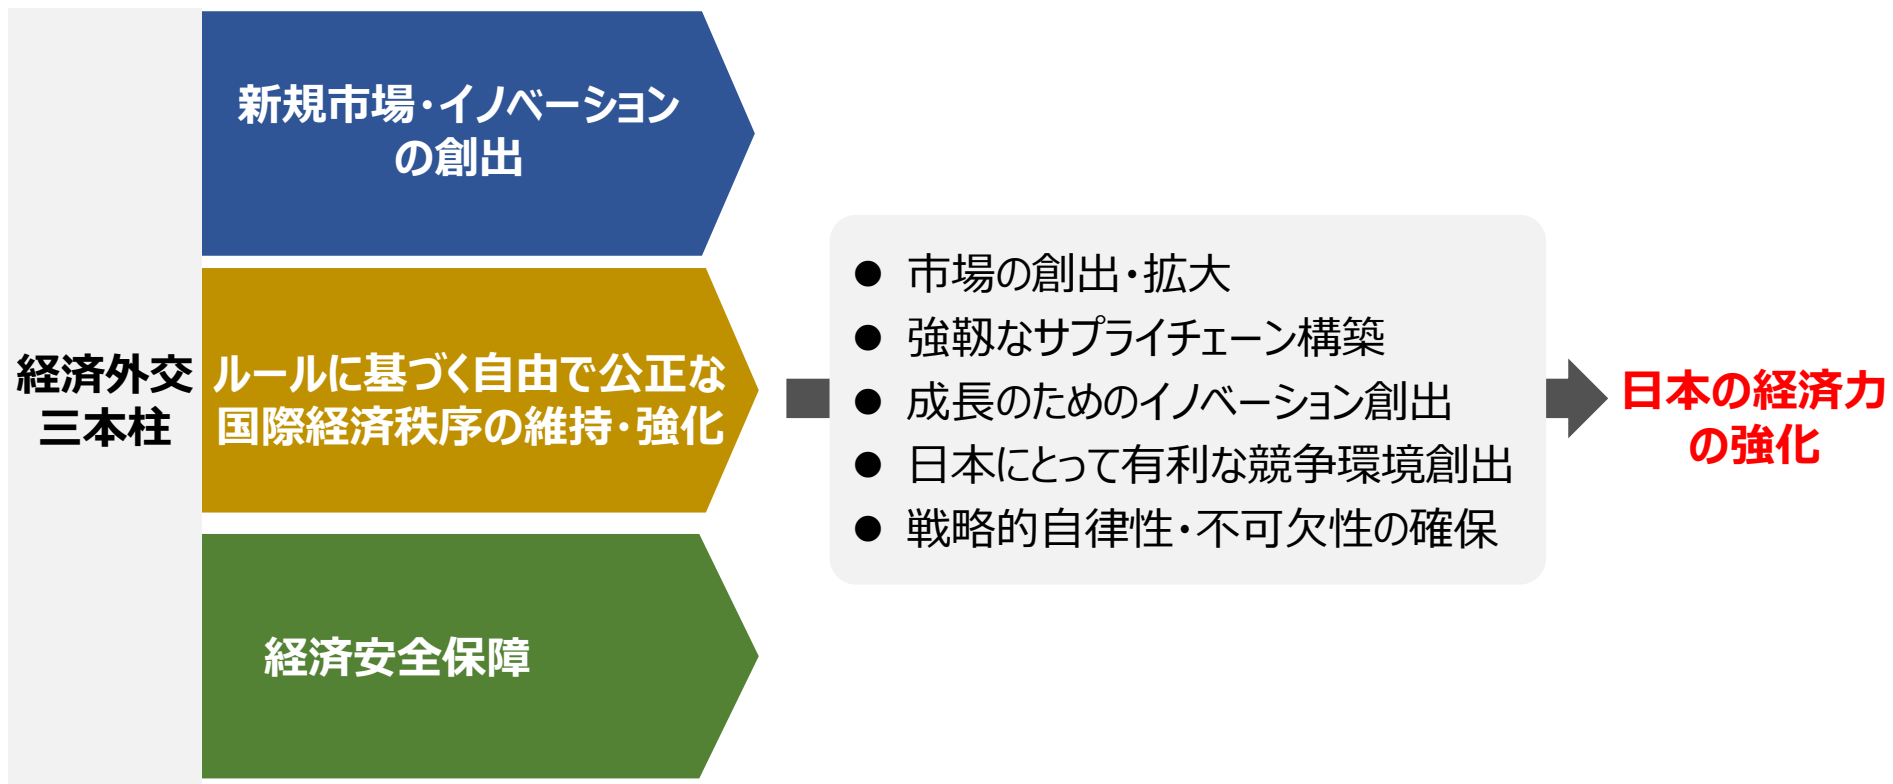 経済外交
三本柱
新規市場・イノベーション
の創出
ルールに基づく自由で公正な
国際経済秩序の維持・強化
経済安全保障
● 市場の創出・拡大
● 強靱なサプライチェーン構築
● 成長のためのイノベーション創出
● 日本にとって有利な競争環境創出
● 戦略的自律性・不可欠性の確保
日本の経済力
の強化